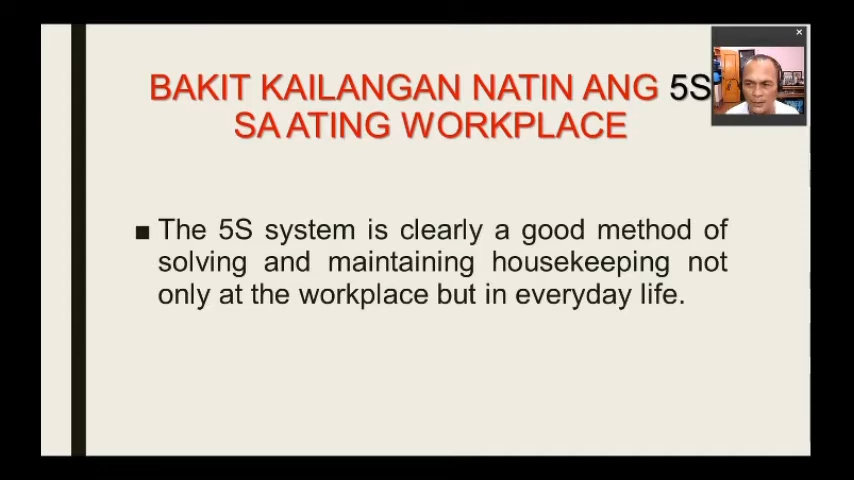 BAKIT KAILANGAN NATIN ANG 5S
SA ATING WORKPLACE
■ The 5S system is clearly a good method of
solving and maintaining housekeeping not
only at the workplace but in everyday life.